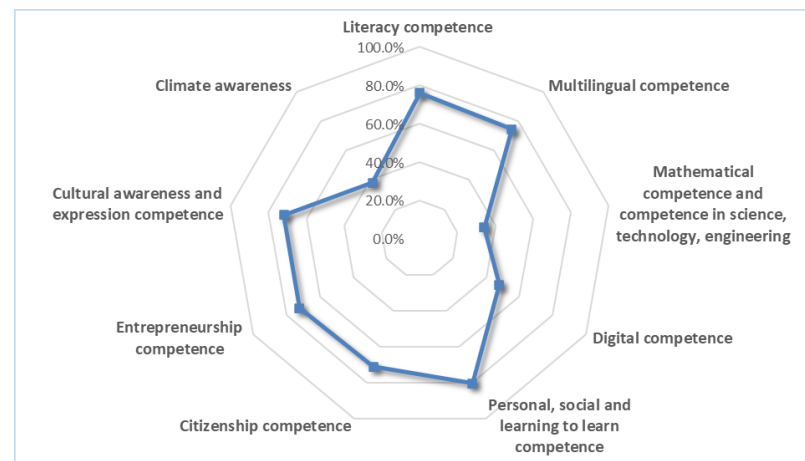 Literacy competence
100.0%
80.0%
60.0%
40.0%
20.0%
0.0%
Multilingual competence
Mathematical
competence and
competence in science,
technology, engineering
Digital competence
Personal, social and
learning to learn
competence
Citizenship competence
Entrepreneurship
competence
Cultural awareness and
expression competence
Climate awareness